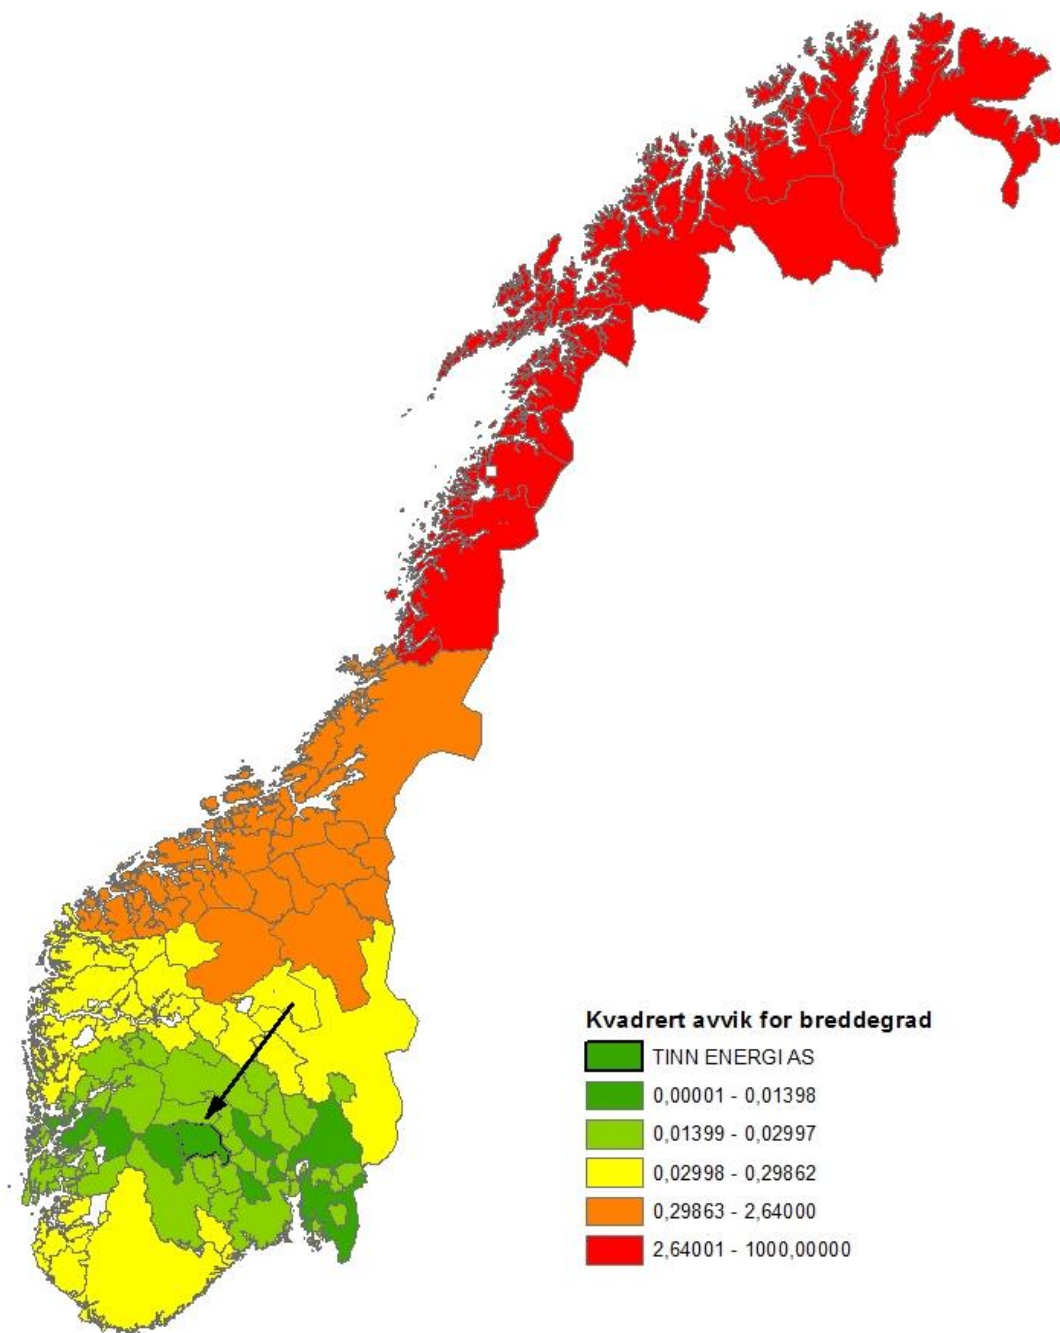 Kvadrert avvik for breddegrad
TINN ENERGI AS
0,00001 - 0,01398
0,01399 - 0,02997
0,02998 - 0,29862
0,29863 - 2,64000
2,64001 - 1000,00000